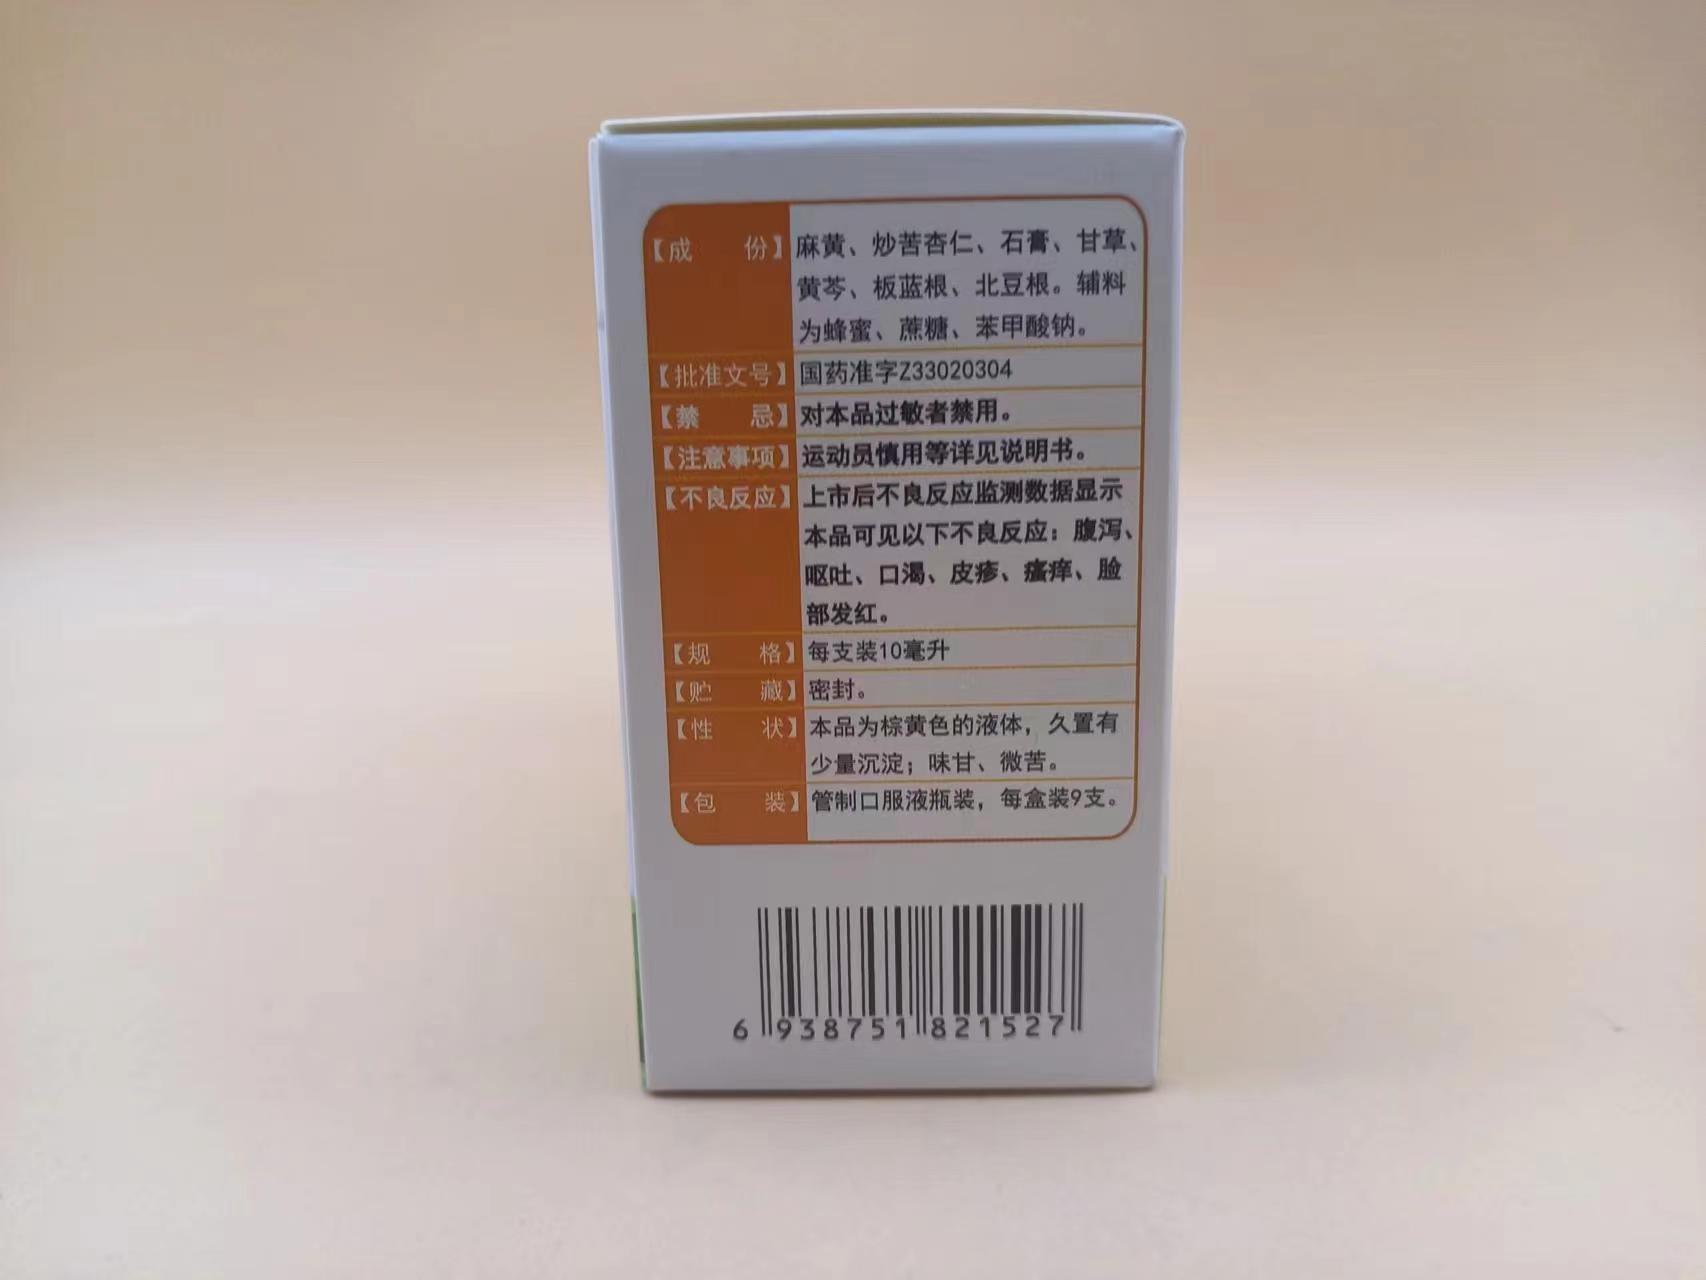 【成 份】麻黄、炒苦杏仁、石膏、甘草、
黄芩、板蓝根、北豆根。辅料
为蜂蜜、蔗糖、苯甲酸钠。
【批准文号】国药准字Z33020304
【禁 忌】对本品过敏者禁用。
【注意事项】运动员慎用等详见说明书。
【不良反应】上市后不良反应监测数据显示
本品可见以下不良反应：腹泻、
呕吐、口渴、皮疹、瘙痒、脸
部发红。
【规 格】每支装10毫升
【贮 藏】密封。
【性 状】本品为棕黄色的液体，久置有
少量沉淀；味甘、微苦。
【包 装】管制口服液瓶装，每盒装9支。
6 938751 821527